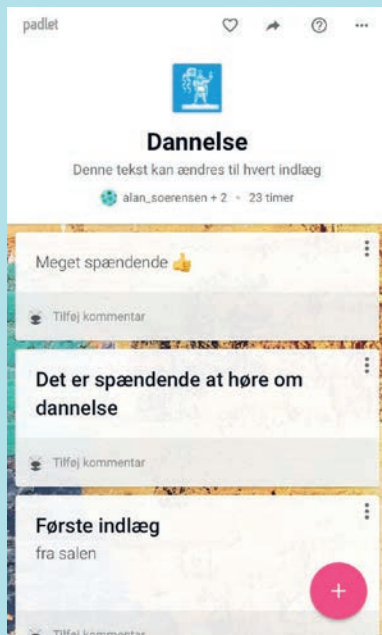 padlet
Dannelse
Denne tekst kan ændres til hvert indlæg
alan_soerensen + 2 • 23 timer
Meget spændende 👍
Tilføj kommentar
Det er spændende at høre om
dannelse
Tilføj kommentar
Første indlæg
fra salen
Tilføj kommentar